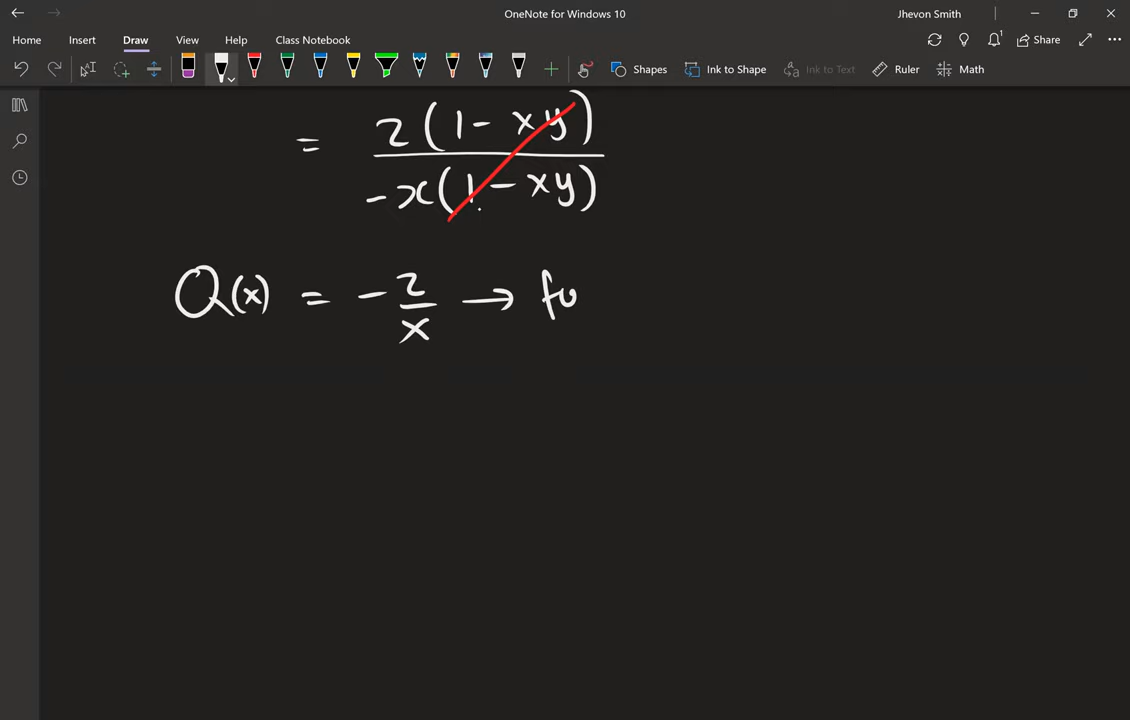 OneNote for Windows 10
Jhevon Smith
Home Insert Draw View Help Class Notebook Share
Shapes Ink to Shape Ink to Text Ruler Math
= 2(1 - xy) / -x(1 - xy)
Q(x) = - 2/x → fu